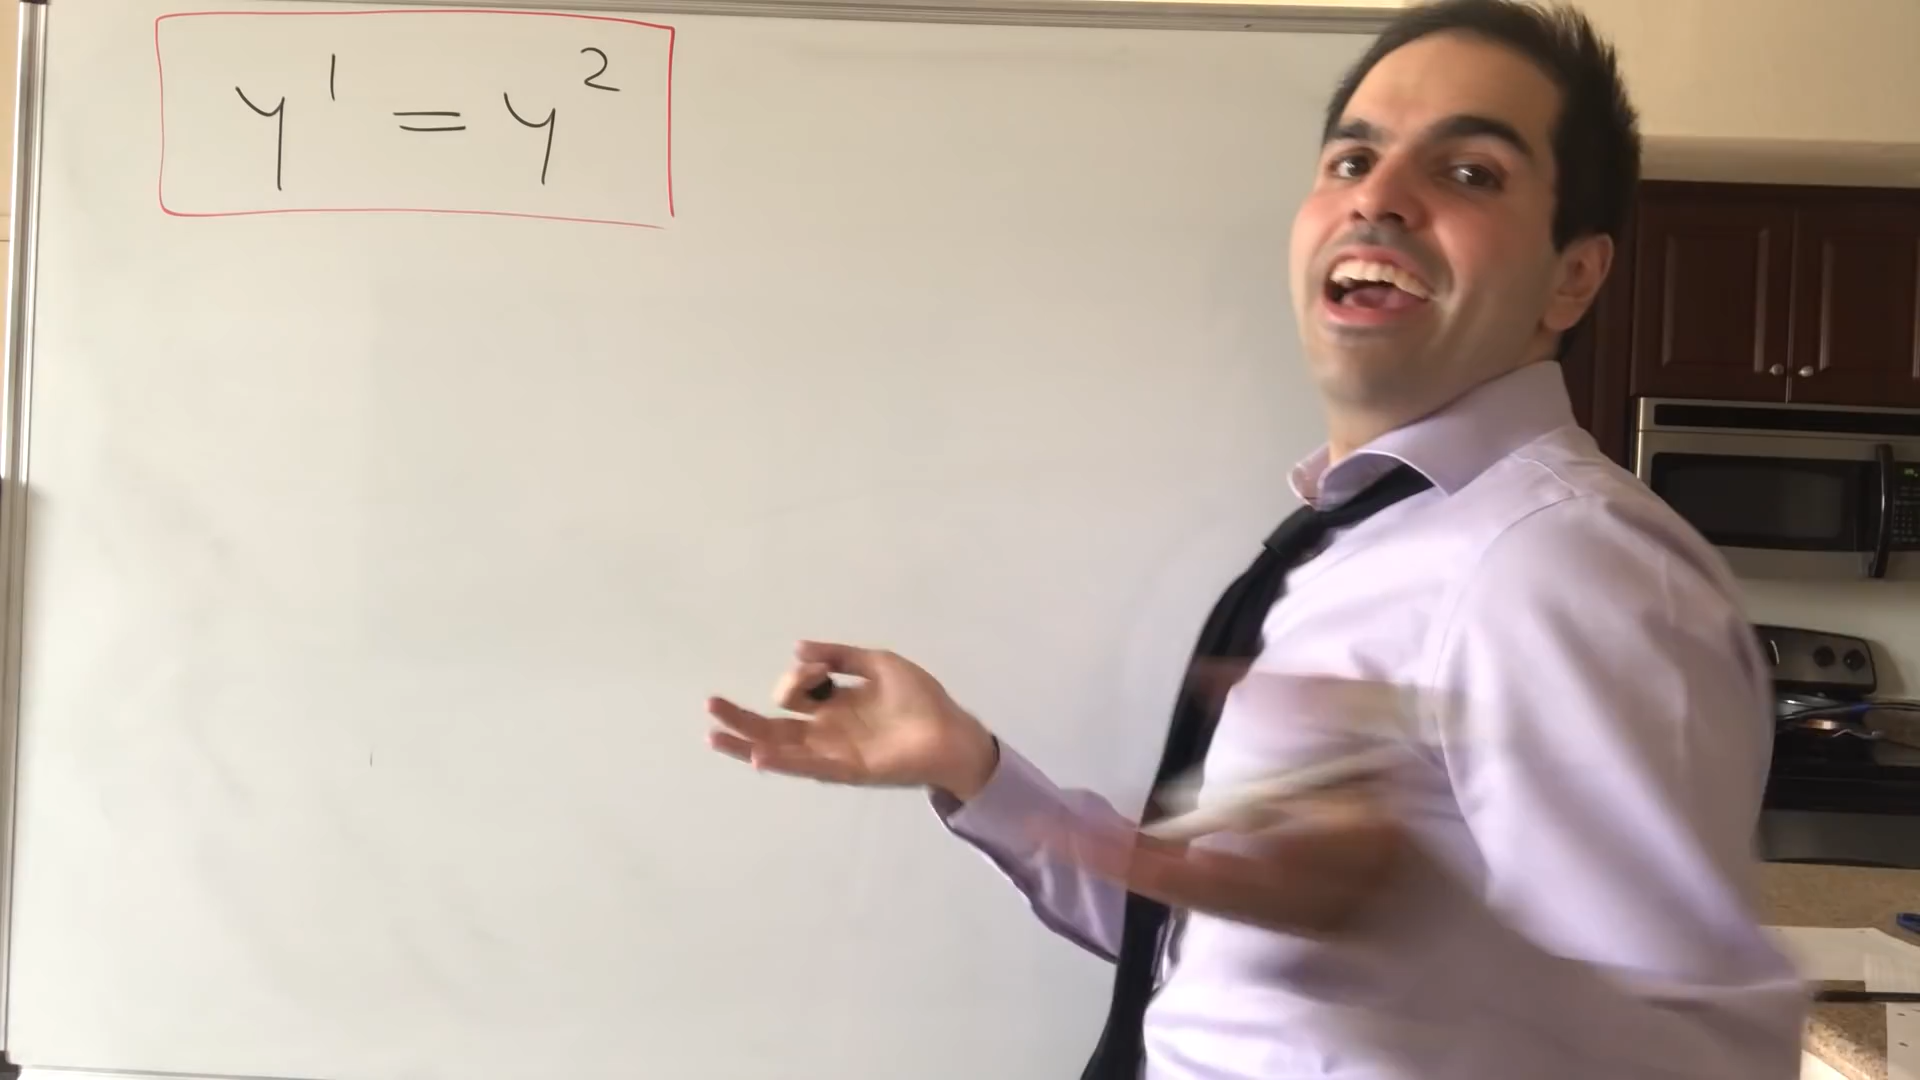 y' = y²